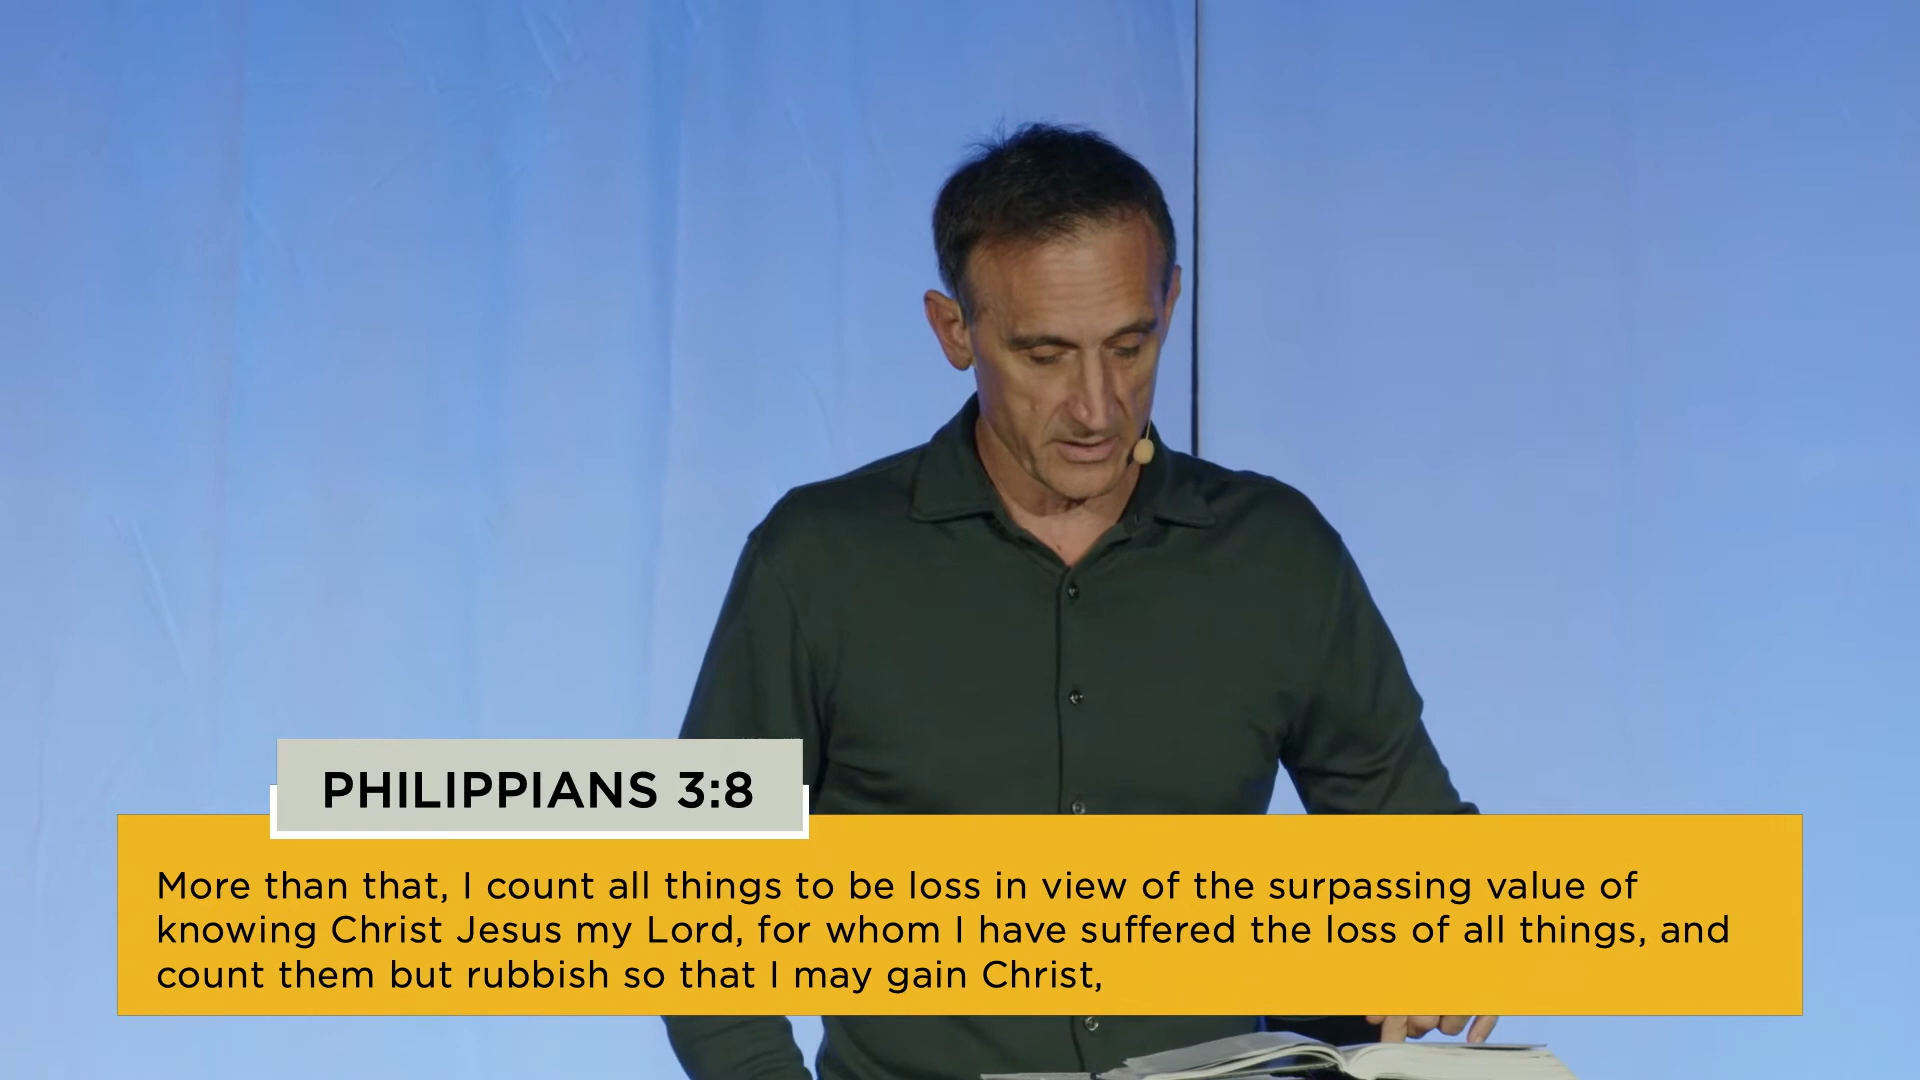 PHILIPPIANS 3:8
More than that, I count all things to be loss in view of the surpassing value of
knowing Christ Jesus my Lord, for whom I have suffered the loss of all things, and
count them but rubbish so that I may gain Christ,